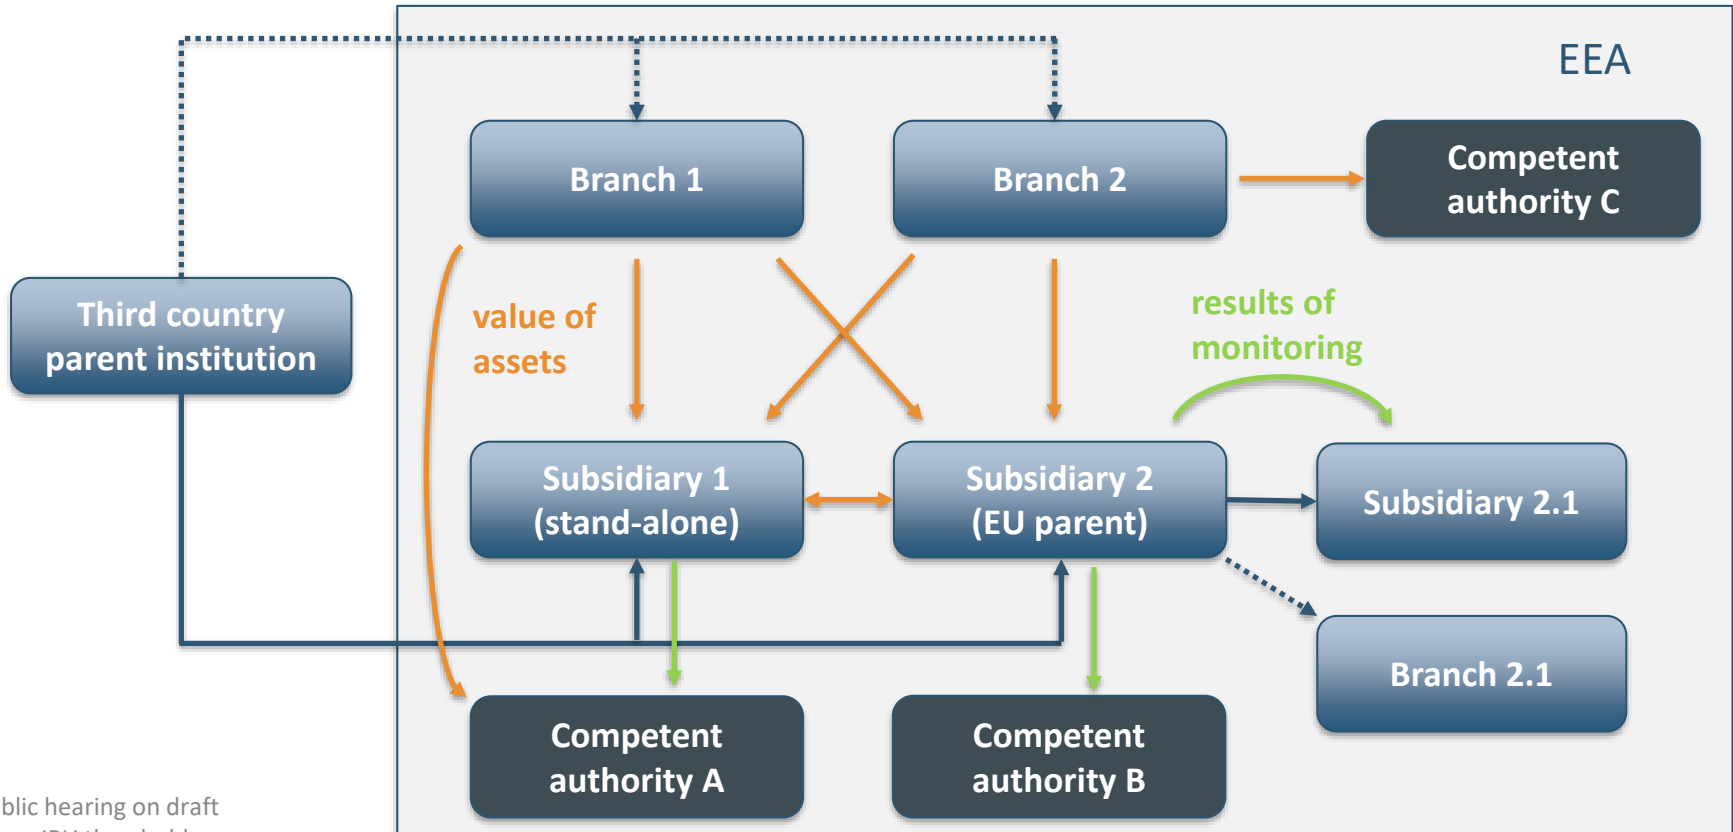 EEA
Branch 1
Branch 2
Competent
authority C
Third country
parent institution
value of
assets
results of
monitoring
Subsidiary 1
(stand-alone)
Subsidiary 2
(EU parent)
Subsidiary 2.1
Branch 2.1
Competent
authority A
Competent
authority B
blic hearing on draft